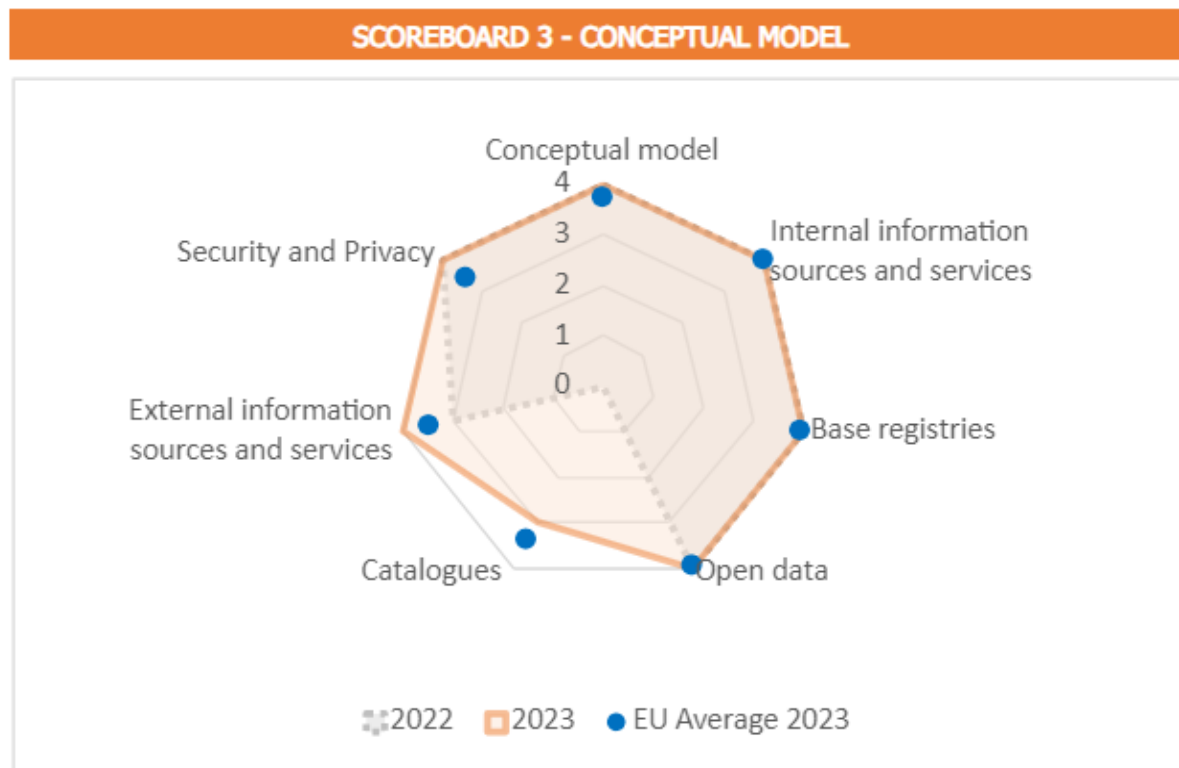 SCOREBOARD 3 - CONCEPTUAL MODEL
Conceptual model
4
3
2
1
0
Internal information
sources and services
Security and Privacy
External information
sources and services
Base registries
Catalogues
Open data
2022
2023
EU Average 2023